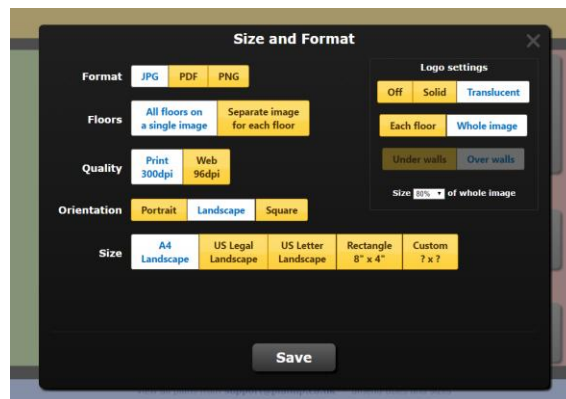 Size and Format
Format JPG PDF PNG
Floors All floors on a single image Separate image for each floor
Quality Print 300dpi Web 96dpi
Orientation Portrait Landscape Square
Size A4 Landscape US Legal Landscape US Letter Landscape Rectangle 8" x 4" Custom ? x ?
Logo settings
Off Solid Translucent
Each floor Whole image
Under walls Over walls
Size 80% of whole image
Save